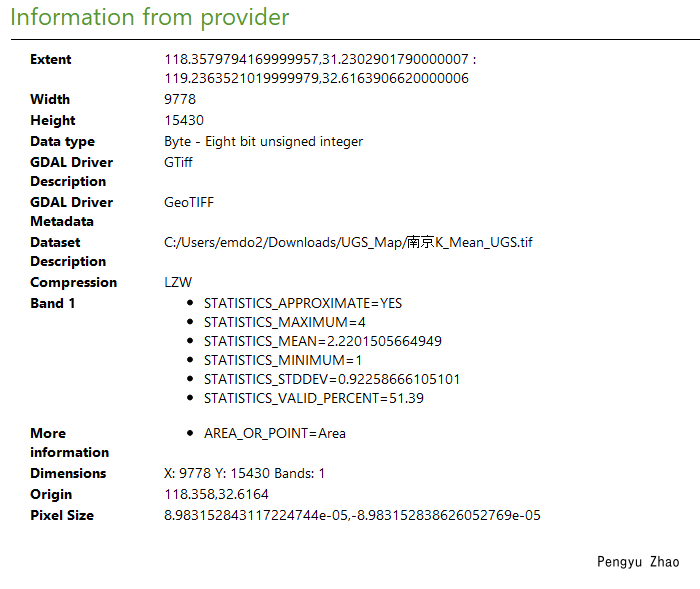 Information from provider
Extent 118.3579794169999957,31.2302901790000007 :
119.2363521019999979,32.6163906620000006
Width 9778
Height 15430
Data type Byte - Eight bit unsigned integer
GDAL Driver GTiff
Description
GDAL Driver GeoTIFF
Metadata
Dataset C:/Users/emdo2/Downloads/UGS_Map/南京K_Mean_UGS.tif
Description
Compression LZW
Band 1 • STATISTICS_APPROXIMATE=YES
• STATISTICS_MAXIMUM=4
• STATISTICS_MEAN=2.2201505664949
• STATISTICS_MINIMUM=1
• STATISTICS_STDDEV=0.92258666105101
• STATISTICS_VALID_PERCENT=51.39
More • AREA_OR_POINT=Area
information
Dimensions X: 9778 Y: 15430 Bands: 1
Origin 118.358,32.6164
Pixel Size 8.983152843117224744e-05,-8.983152838626052769e-05
Pengyu Zhao